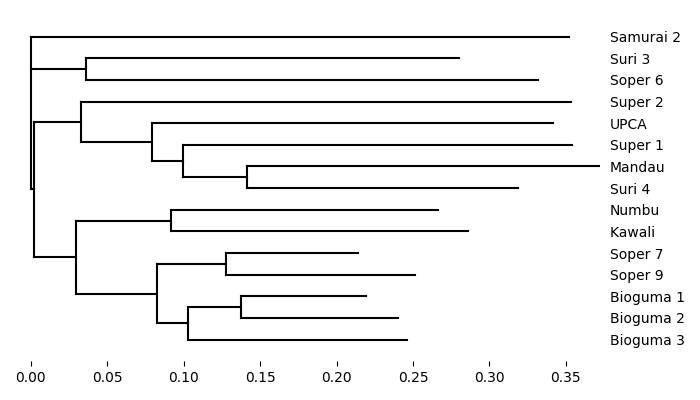 Samurai 2
Suri 3
Soper 6
Super 2
UPCA
Super 1
Mandau
Suri 4
Numbu
Kawali
Soper 7
Soper 9
Bioguma 1
Bioguma 2
Bioguma 3
0.00 0.05 0.10 0.15 0.20 0.25 0.30 0.35